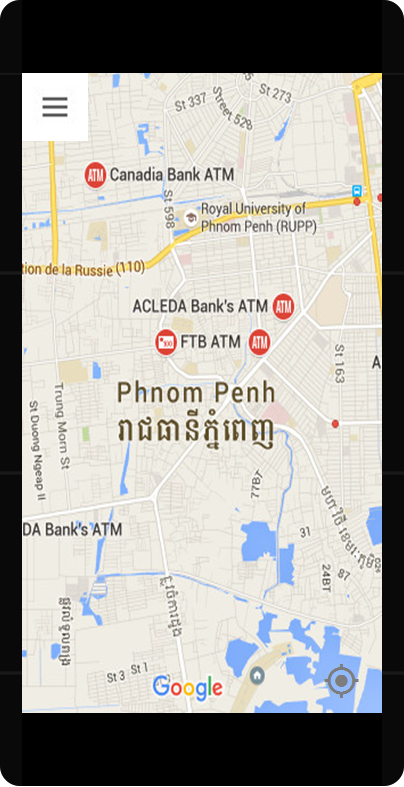 St 337
St 273
Street 528
ATM Canadia Bank ATM
St 598
Royal University of
Phnom Penh (RUPP)
tion de la Russie (110)
ACLEDA Bank's ATM ATM
FTB ATM ATM
St 163
A
Phnom Penh
រាជធានីភ្នំពេញ
Trung Morn St
St Duong Ngeap II
77BT
DA Bank's ATM
31
24BT
87
St 3 St 1
Google